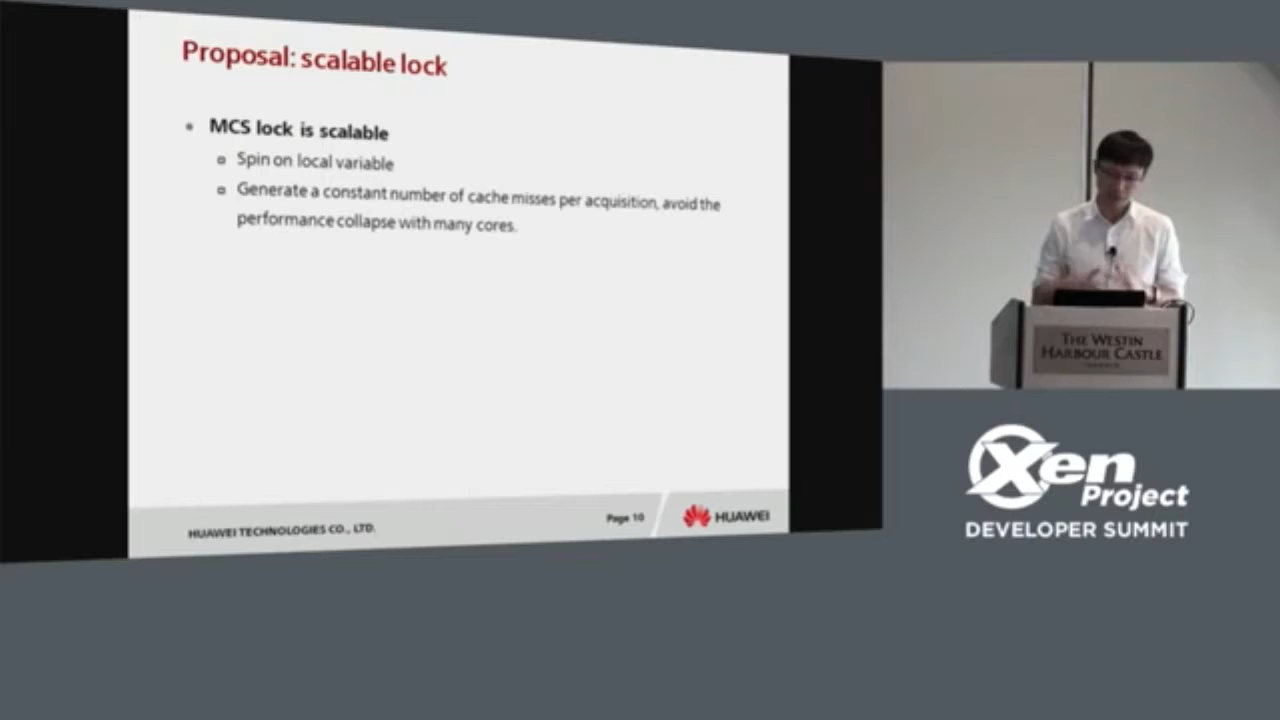 Proposal: scalable lock
• MCS lock is scalable
Spin on local variable
Generate a constant number of cache misses per acquisition, avoid the
performance collapse with many cores.
HUAWEI TECHNOLOGIES CO., LTD.
Page 10
HUAWEI
THE WESTIN
HARBOUR CASTLE
Xen
Project
DEVELOPER SUMMIT